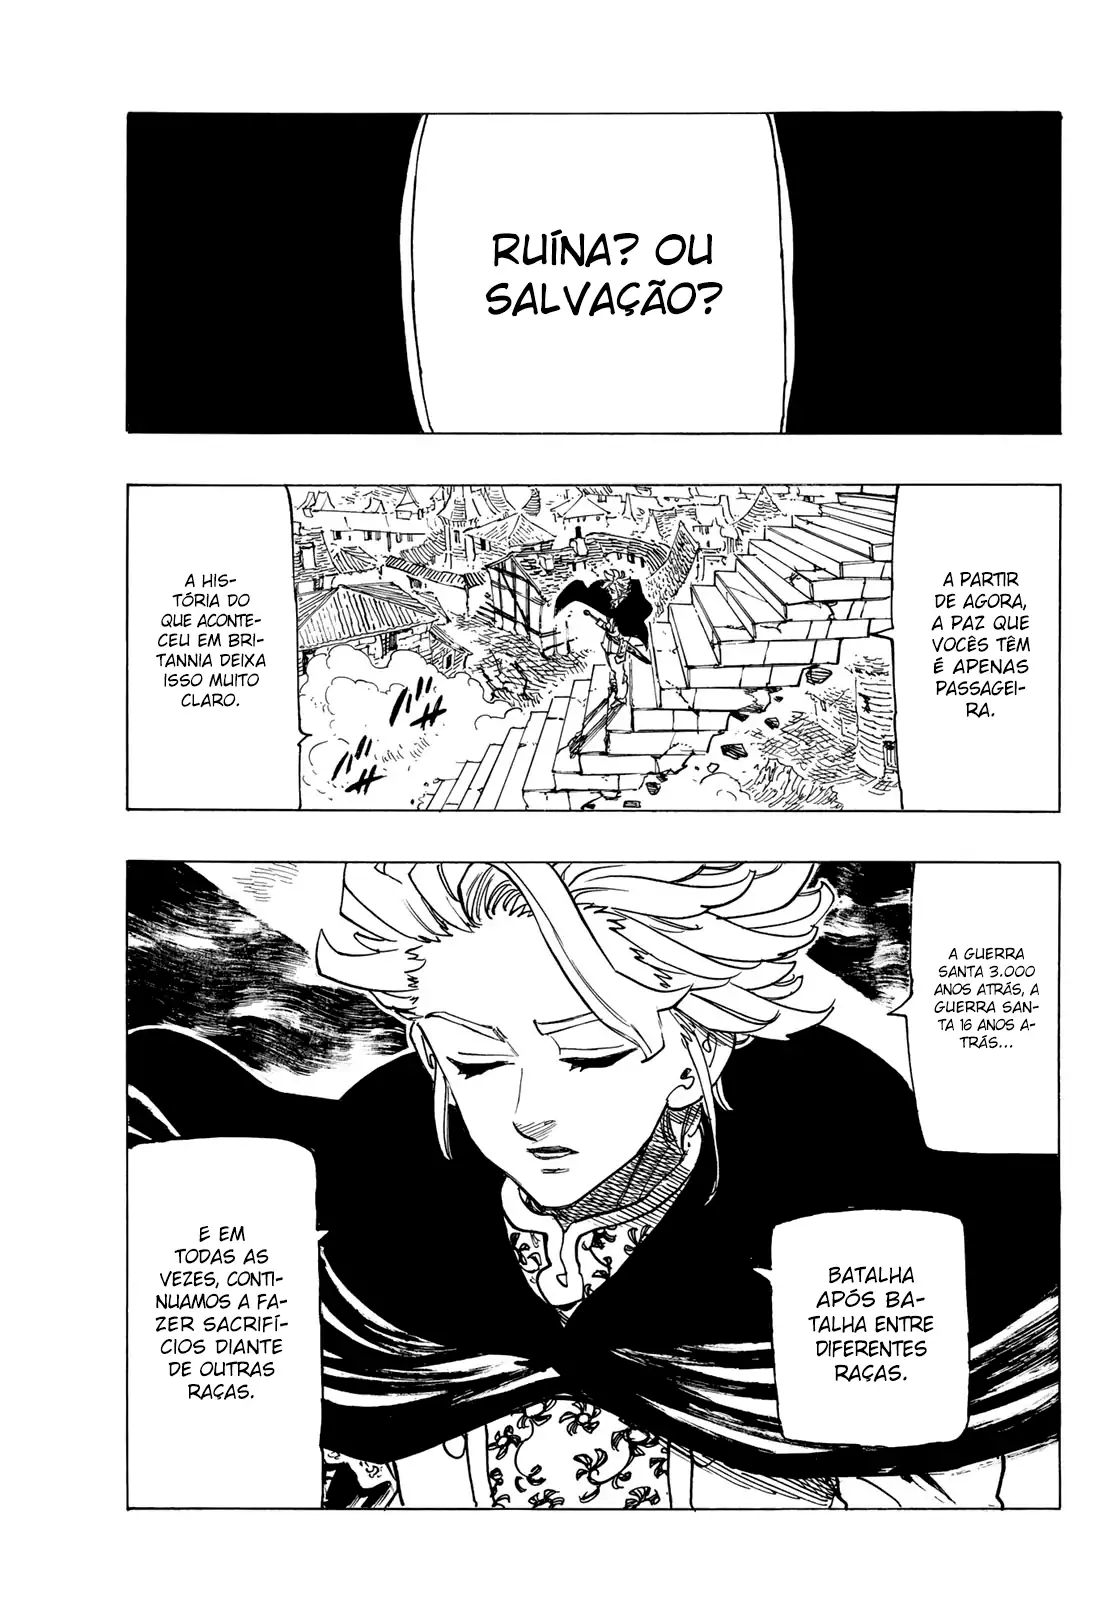 RUÍNA? OU
SALVAÇÃO?
A PARTIR
DE AGORA,
A PAZ QUE
VOCÊS TÊM
É APENAS
PASSAGEI-
RA.
A HIS-
TÓRIA DO
QUE ACONTE-
CEU EM BRI-
TANNIA DEIXA
ISSO MUITO
CLARO.
A GUERRA
SANTA 3.000
ANOS ATRÁS, A
GUERRA SAN-
TA 16 ANOS A-
TRÁS...
BATALHA
APÓS BA-
TALHA ENTRE
DIFERENTES
RAÇAS.
E EM
TODAS AS
VEZES, CONTI-
NUAMOS A FA-
ZER SACRIFÍ-
CIOS DIANTE
DE OUTRAS
RAÇAS.